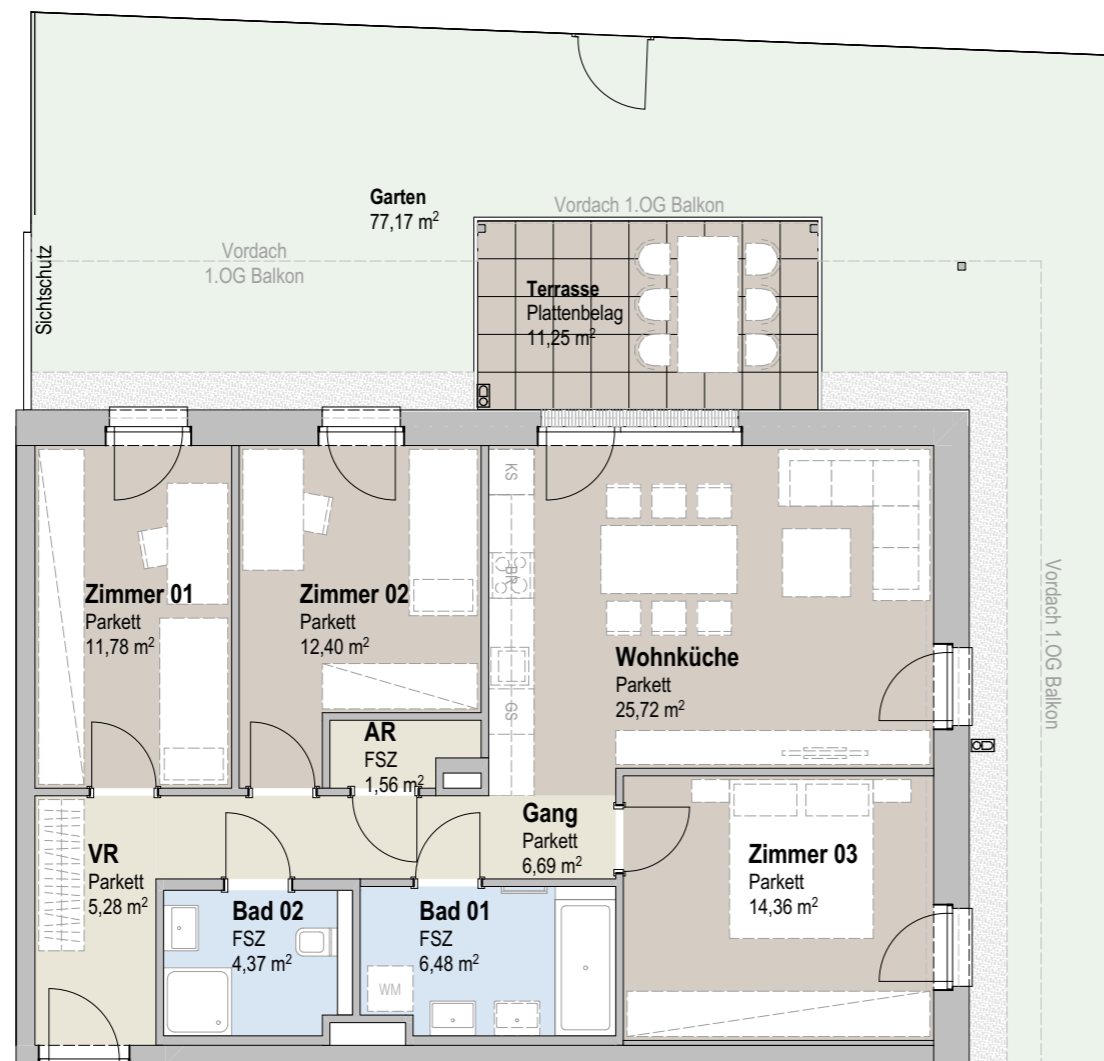 Garten
77,17 m²
Vordach 1.OG Balkon
Vordach
1.OG Balkon
Sichtschutz
Terrasse
Plattenbelag
11,25 m²
KS
BR
GS
Zimmer 01
Parkett
11,78 m²
Zimmer 02
Parkett
12,40 m²
Wohnküche
Parkett
25,72 m²
Vordach 1.OG Balkon
AR
FSZ
1,56 m²
Gang
Parkett
6,69 m²
VR
Parkett
5,28 m²
Zimmer 03
Parkett
14,36 m²
Bad 02
FSZ
4,37 m²
Bad 01
FSZ
6,48 m²
WM